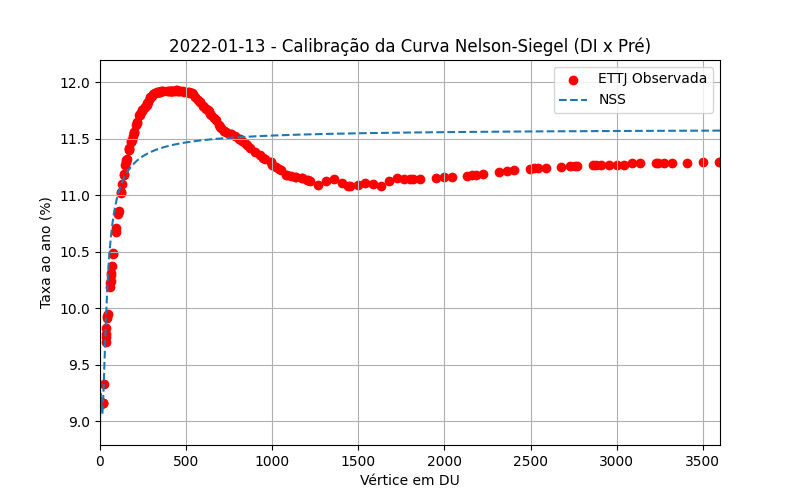 2022-01-13 - Calibração da Curva Nelson-Siegel (DI x Pré)
12.0
11.5
11.0
10.5
10.0
9.5
9.0
Taxa ao ano (%)
ETTJ Observada
NSS
0 500 1000 1500 2000 2500 3000 3500
Vértice em DU